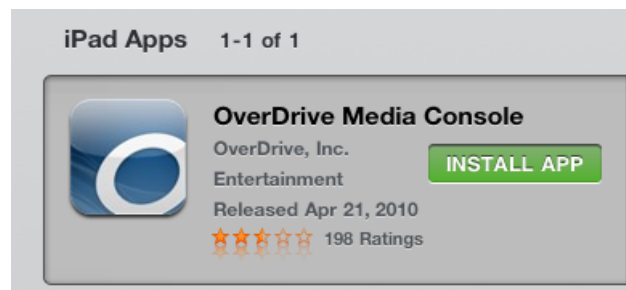 iPad Apps 1-1 of 1
OverDrive Media Console
OverDrive, Inc.
INSTALL APP
Entertainment
Released Apr 21, 2010
198 Ratings